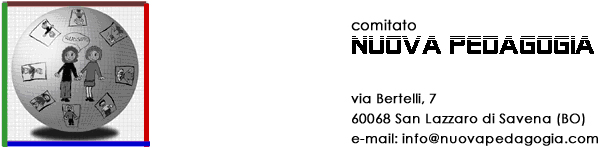 comitato
NUOVA PEDAGOGIA
via Bertelli, 7
60068 San Lazzaro di Savena (BO)
e-mail: info@nuovapedagogia.com